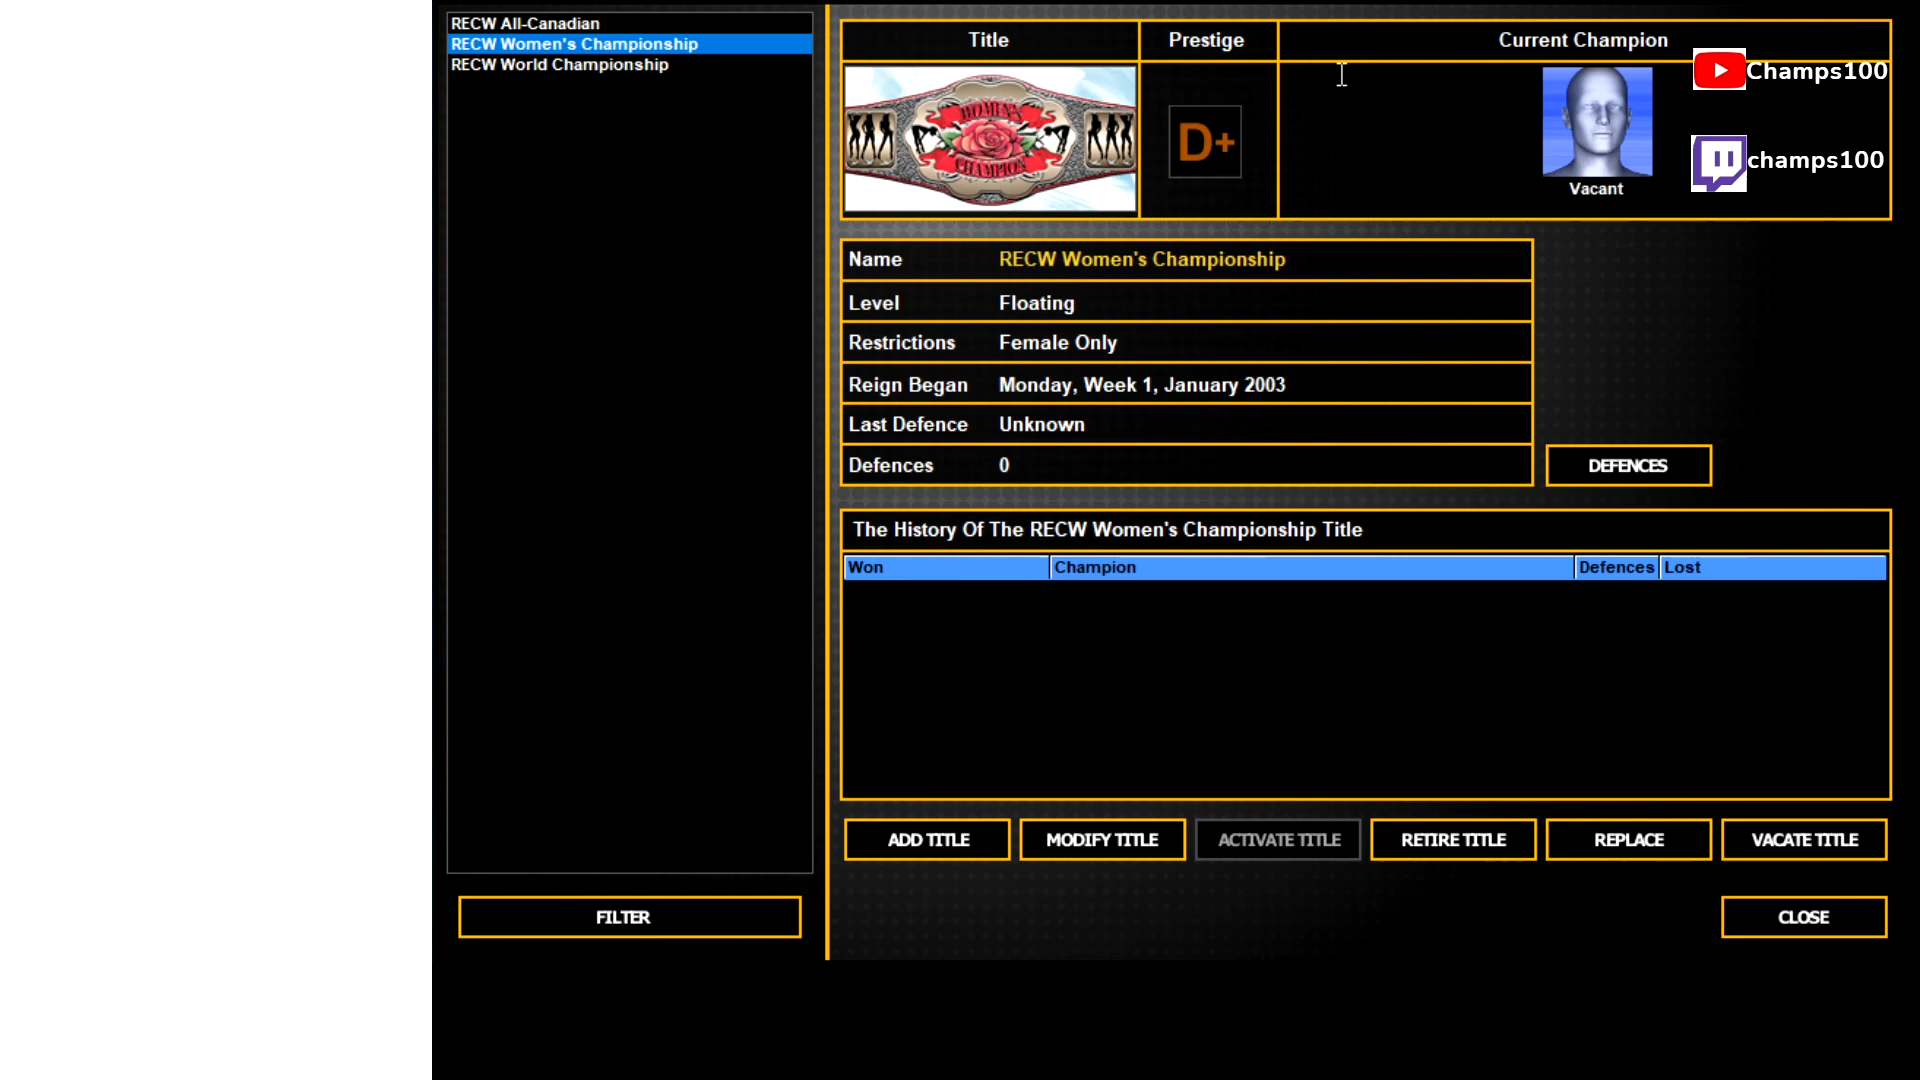 RECW All-Canadian
RECW Women's Championship
RECW World Championship
FILTER
Title
Prestige
Current Champion
WOMEN'S
CHAMPION
D+
Vacant
Champs100
champs100
Name RECW Women's Championship
Level Floating
Restrictions Female Only
Reign Began Monday, Week 1, January 2003
Last Defence Unknown
Defences 0
DEFENCES
The History Of The RECW Women's Championship Title
Won Champion Defences Lost
ADD TITLE MODIFY TITLE ACTIVATE TITLE RETIRE TITLE REPLACE VACATE TITLE
CLOSE